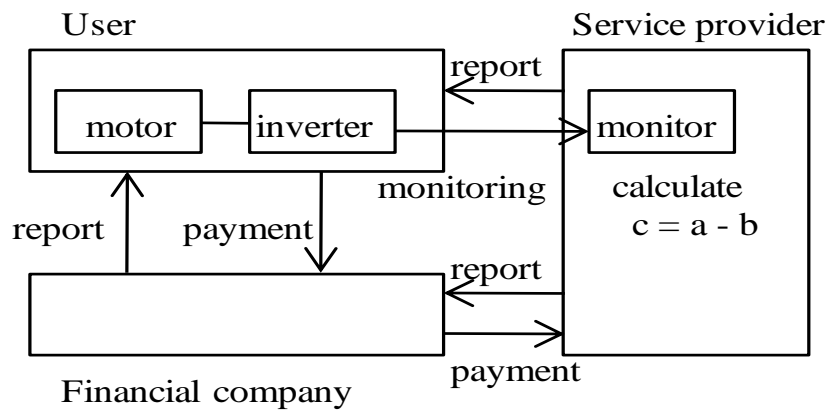 User
Service provider
report
motor
inverter
monitor
monitoring
calculate
c = a - b
report
payment
report
payment
Financial company